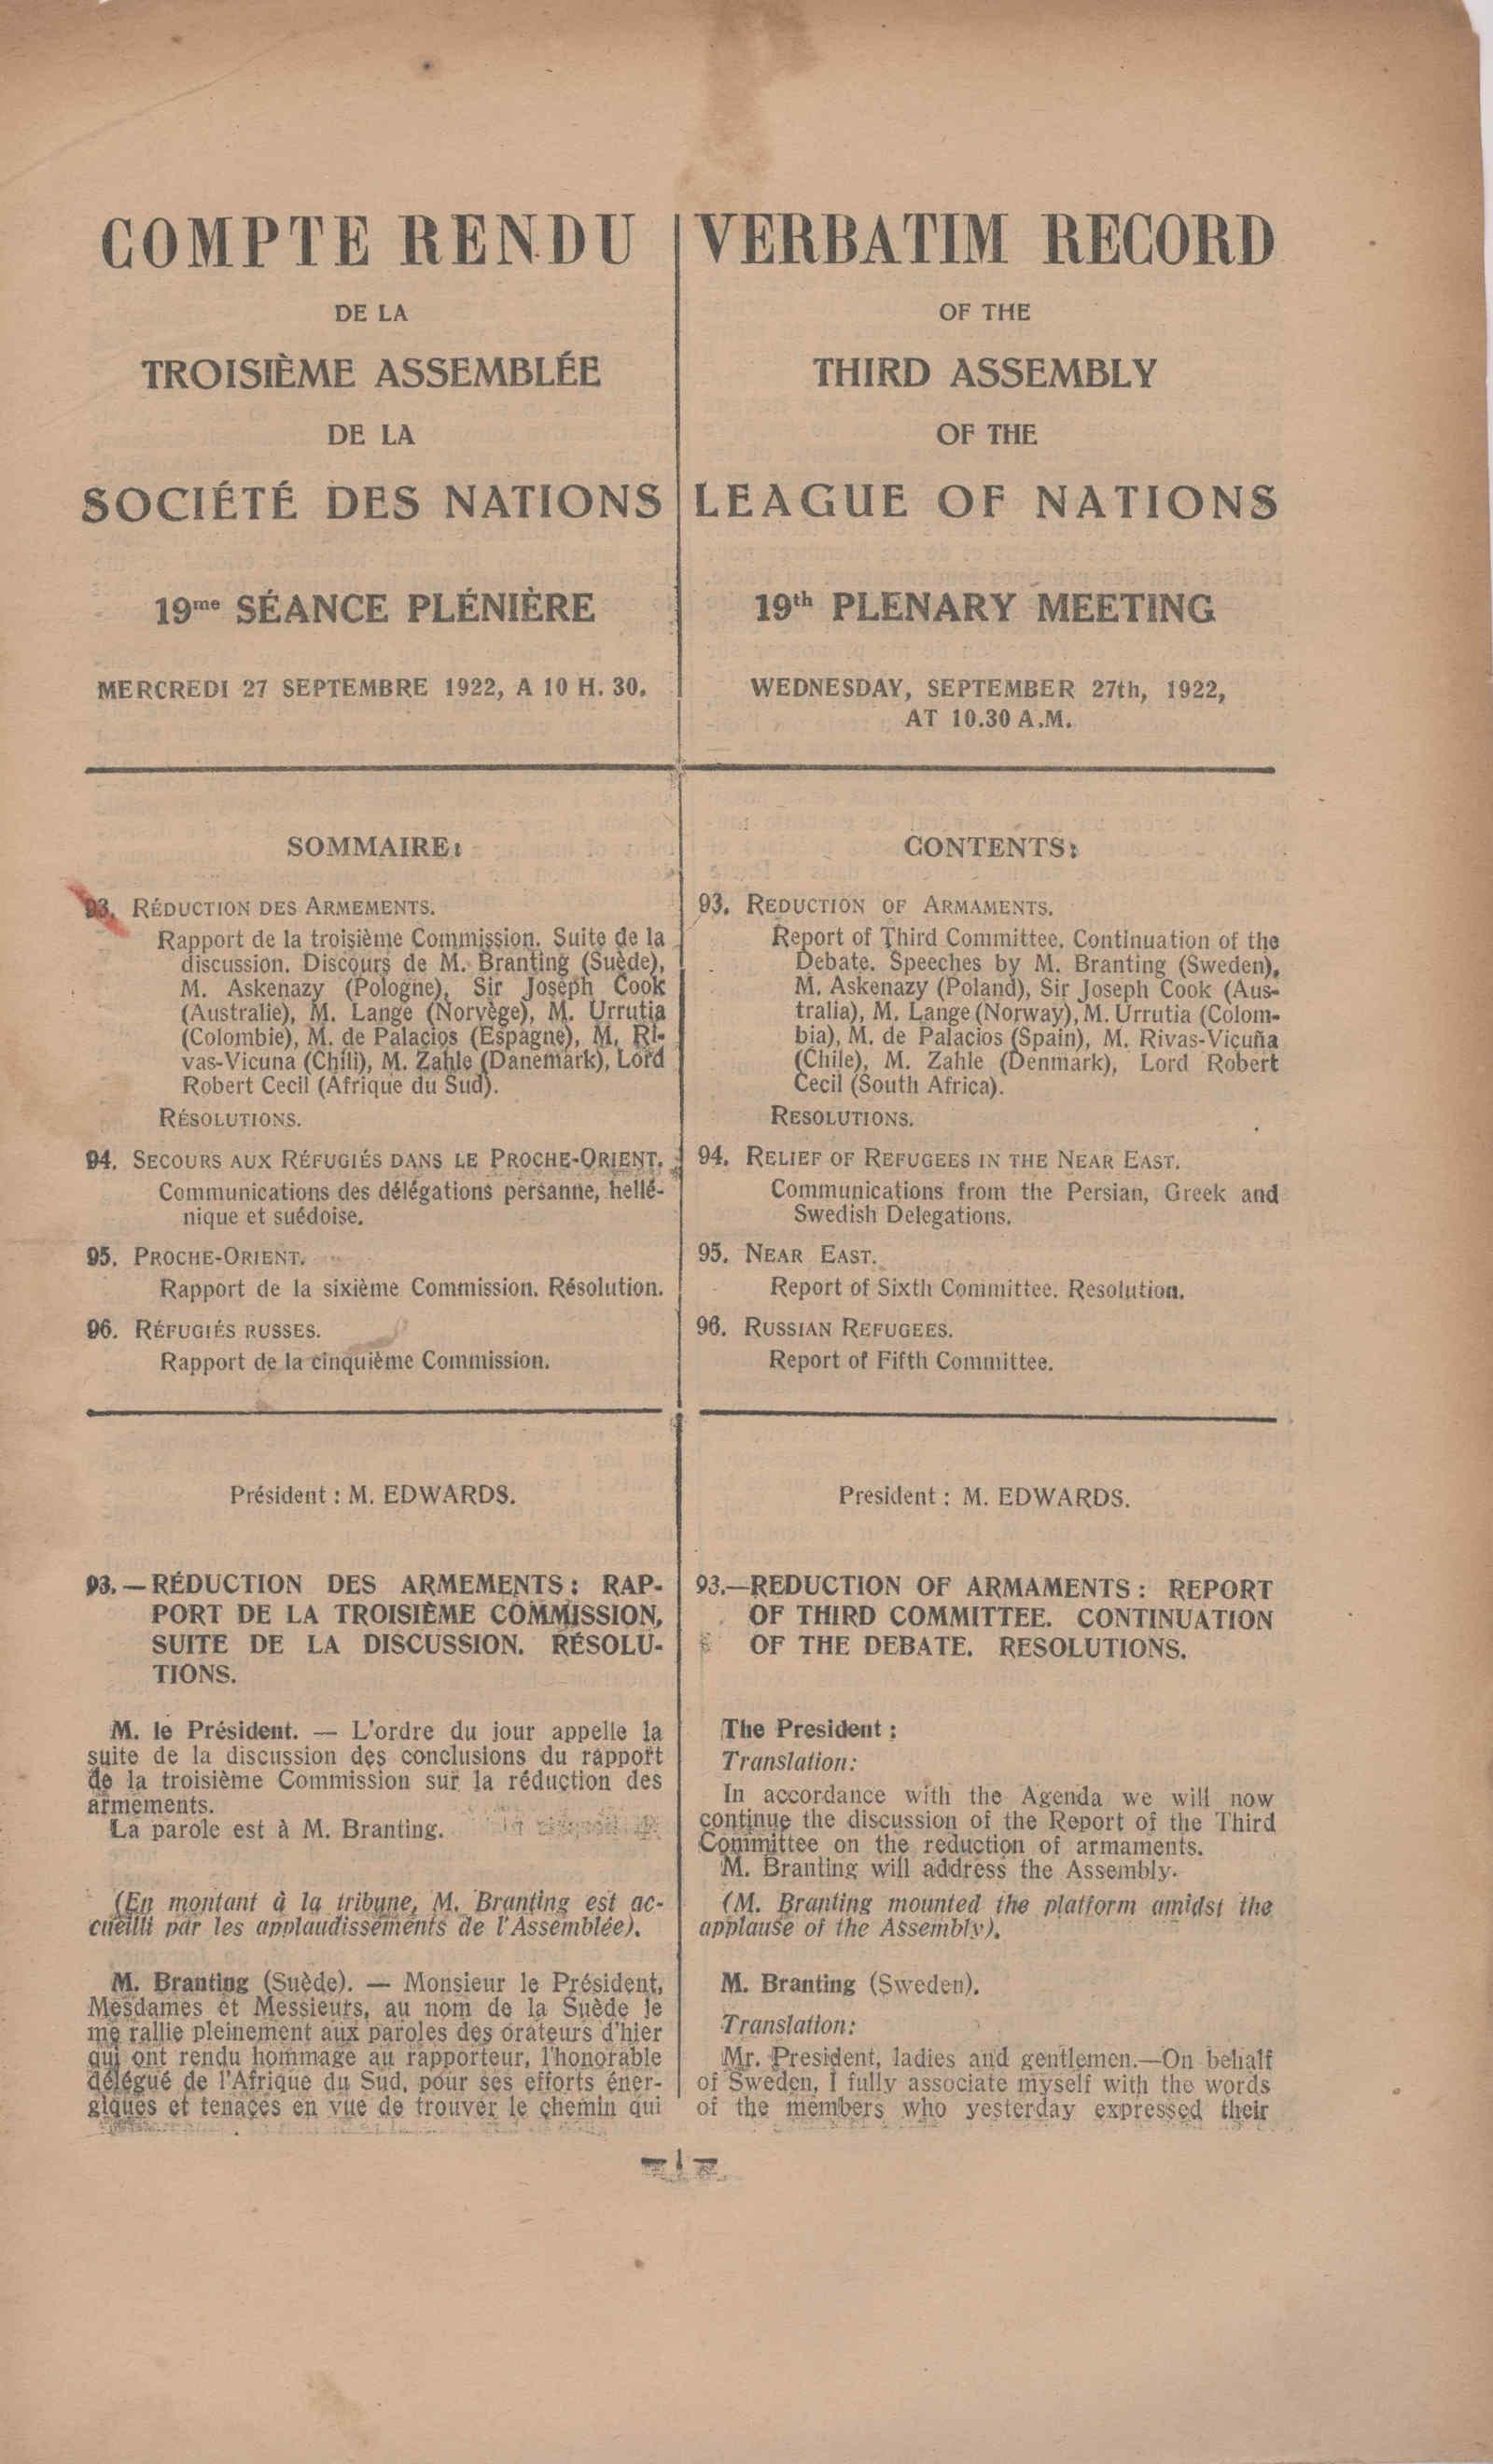 COMPTE RENDU
DE LA
TROISIÈME ASSEMBLÉE
DE LA
SOCIÉTÉ DES NATIONS
19me SÉANCE PLÉNIÈRE
MERCREDI 27 SEPTEMBRE 1922, A 10 H. 30.
SOMMAIRE:
93. RÉDUCTION DES ARMEMENTS.
Rapport de la troisième Commission. Suite de la
discussion. Discours de M. Branting (Suède),
M. Askenazy (Pologne), Sir Joseph Cook
(Australie), M. Lange (Norvège), M. Urrutia
(Colombie), M. de Palacios (Espagne), M. Ri-
vas-Vicuna (Chili), M. Zahle (Danemark), Lord
Robert Cecil (Afrique du Sud).
RÉSOLUTIONS.
94. SECOURS AUX RÉFUGIÉS DANS LE PROCHE-ORIENT.
Communications des délégations persanne, hellé-
nique et suédoise.
95. PROCHE-ORIENT.
Rapport de la sixième Commission. Résolution.
96. RÉFUGIÉS RUSSES.
Rapport de la cinquième Commission.
Président : M. EDWARDS.
93. — RÉDUCTION DES ARMEMENTS : RAP-
PORT DE LA TROISIÈME COMMISSION.
SUITE DE LA DISCUSSION. RÉSOLU-
TIONS.
M. le Président. — L'ordre du jour appelle la
suite de la discussion des conclusions du rapport
de la troisième Commission sur la réduction des
armements.
La parole est à M. Branting.
(En montant à la tribune, M. Branting est ac-
cueilli par les applaudissements de l'Assemblée).
M. Branting (Suède). — Monsieur le Président,
Mesdames et Messieurs, au nom de la Suède je
me rallie pleinement aux paroles des orateurs d'hier
qui ont rendu hommage au rapporteur, l'honorable
délégué de l'Afrique du Sud, pour ses efforts éner-
giques et tenaces en vue de trouver le chemin qui
VERBATIM RECORD
OF THE
THIRD ASSEMBLY
OF THE
LEAGUE OF NATIONS
19th PLENARY MEETING
WEDNESDAY, SEPTEMBER 27th, 1922,
AT 10.30 A.M.
CONTENTS:
93. REDUCTION OF ARMAMENTS.
Report of Third Committee. Continuation of the
Debate. Speeches by M. Branting (Sweden),
M. Askenazy (Poland), Sir Joseph Cook (Aus-
tralia), M. Lange (Norway), M. Urrutia (Colom-
bia), M. de Palacios (Spain), M. Rivas-Vicuña
(Chile), M. Zahle (Denmark), Lord Robert
Cecil (South Africa).
RESOLUTIONS.
94. RELIEF OF REFUGEES IN THE NEAR EAST.
Communications from the Persian, Greek and
Swedish Delegations.
95. NEAR EAST.
Report of Sixth Committee. Resolution.
96. RUSSIAN REFUGEES.
Report of Fifth Committee.
President : M. EDWARDS.
93.—REDUCTION OF ARMAMENTS : REPORT
OF THIRD COMMITTEE. CONTINUATION
OF THE DEBATE. RESOLUTIONS.
The President :
Translation:
In accordance with the Agenda we will now
continue the discussion of the Report of the Third
Committee on the reduction of armaments.
M. Branting will address the Assembly.
(M. Branting mounted the platform amidst the
applause of the Assembly).
M. Branting (Sweden).
Translation:
Mr. President, ladies and gentlemen.—On behalf
of Sweden, I fully associate myself with the words
of the members who yesterday expressed their
— 1 —